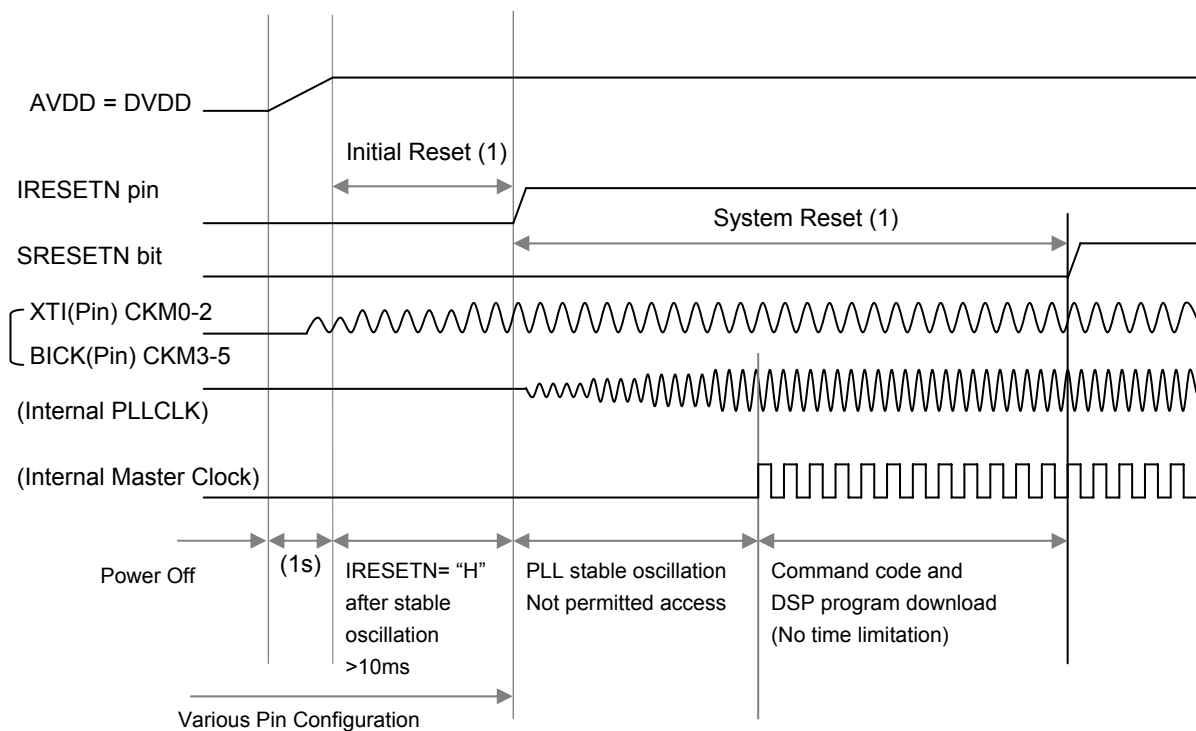 AVDD = DVDD
Initial Reset (1)
IRESETN pin
System Reset (1)
SRESETN bit
XTI(Pin) CKM0-2
BICK(Pin) CKM3-5
(Internal PLLCLK)
(Internal Master Clock)
Power Off
(1s)
IRESETN= “H”
after stable
oscillation
>10ms
PLL stable oscillation
Not permitted access
Command code and
DSP program download
(No time limitation)
Various Pin Configuration